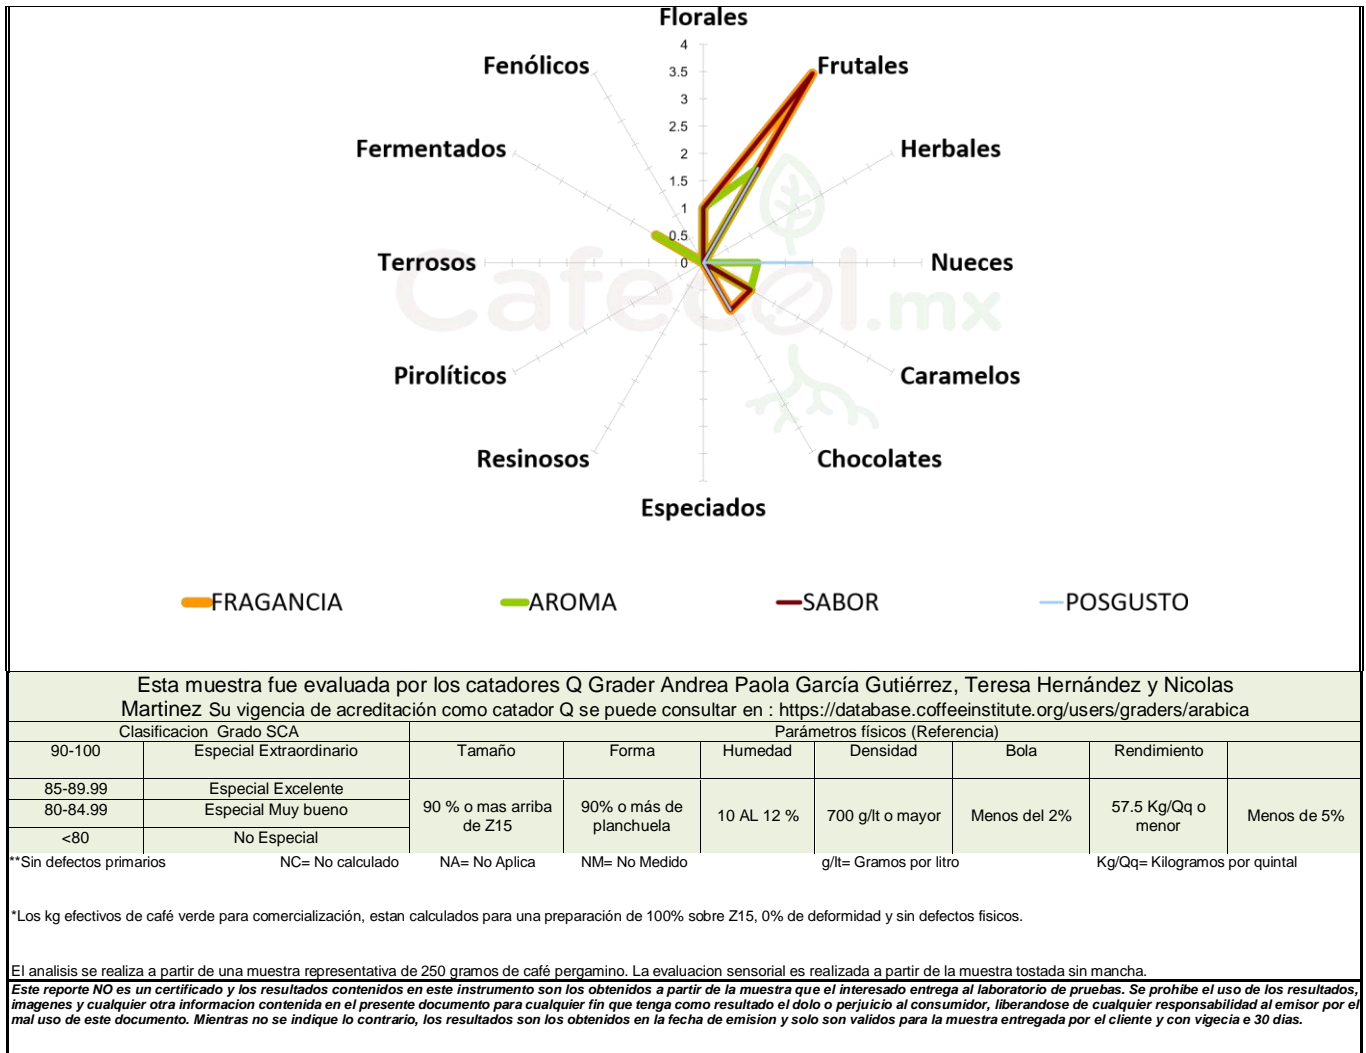 Florales
4
Fenólicos
Frutales
3.5
3
2.5
Fermentados
Herbales
2
1.5
1
0.5
Terrosos
0
Nueces
Cafecol.mx
Pirolíticos
Caramelos
Resinosos
Chocolates
Especiados
FRAGANCIA
AROMA
SABOR
POSGUSTO
Esta muestra fue evaluada por los catadores Q Grader Andrea Paola García Gutiérrez, Teresa Hernández y Nicolas
Martinez Su vigencia de acreditación como catador Q se puede consultar en : https://database.coffeeinstitute.org/users/graders/arabica
Clasificacion Grado SCA
Parámetros físicos (Referencia)
90-100
Especial Extraordinario
Tamaño
Forma
Humedad
Densidad
Bola
Rendimiento
85-89.99
Especial Excelente
80-84.99
Especial Muy bueno
<80
No Especial
90 % o mas arriba
de Z15
90% o más de
planchuela
10 AL 12 %
700 g/lt o mayor
Menos del 2%
57.5 Kg/Qq o
menor
Menos de 5%
**Sin defectos primarios
NC= No calculado
NA= No Aplica
NM= No Medido
g/lt= Gramos por litro
Kg/Qq= Kilogramos por quintal
*Los kg efectivos de café verde para comercialización, estan calculados para una preparación de 100% sobre Z15, 0% de deformidad y sin defectos fisicos.
El analisis se realiza a partir de una muestra representativa de 250 gramos de café pergamino. La evaluacion sensorial es realizada a partir de la muestra tostada sin mancha.
Este reporte NO es un certificado y los resultados contenidos en este instrumento son los obtenidos a partir de la muestra que el interesado entrega al laboratorio de pruebas. Se prohibe el uso de los resultados,
imagenes y cualquier otra informacion contenida en el presente documento para cualquier fin que tenga como resultado el dolo o perjuicio al consumidor, liberandose de cualquier responsabilidad al emisor por el
mal uso de este documento. Mientras no se indique lo contrario, los resultados son los obtenidos en la fecha de emision y solo son validos para la muestra entregada por el cliente y con vigecia e 30 dias.